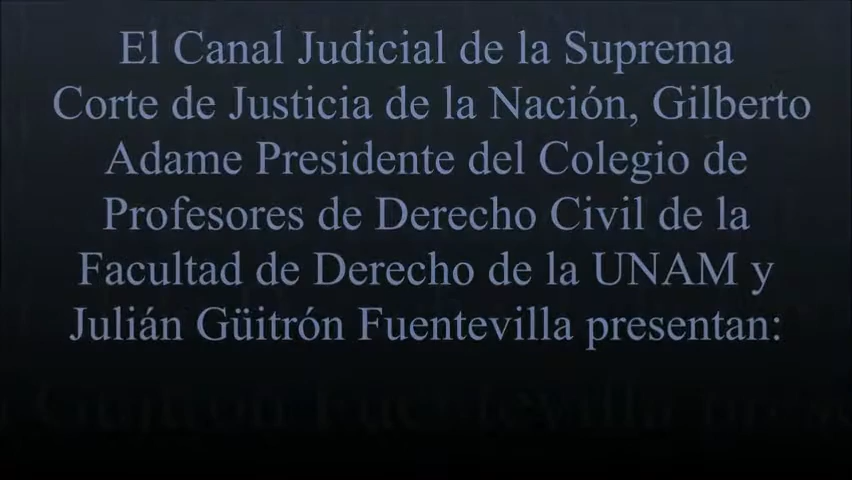 El Canal Judicial de la Suprema
Corte de Justicia de la Nación, Gilberto
Adame Presidente del Colegio de
Profesores de Derecho Civil de la
Facultad de Derecho de la UNAM y
Julián Güitrón Fuentevilla presentan: